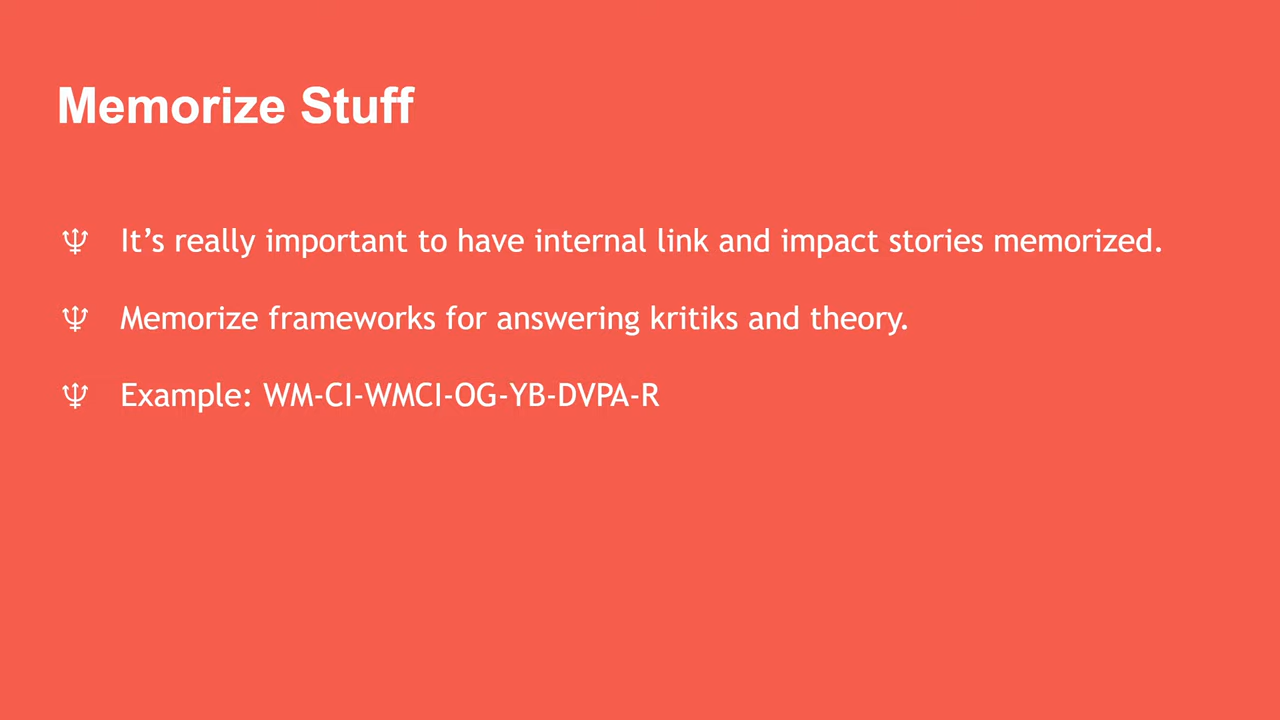 Memorize Stuff
♆ It’s really important to have internal link and impact stories memorized.
♆ Memorize frameworks for answering kritiks and theory.
♆ Example: WM-CI-WMCI-OG-YB-DVPA-R